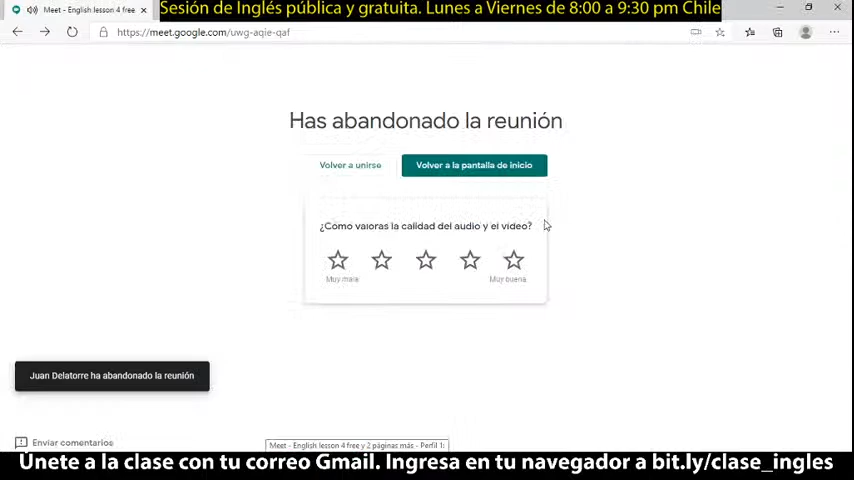 Sesión de Inglés pública y gratuita. Lunes a Viernes de 8:00 a 9:30 pm Chile
Meet - English lesson 4 free
https://meet.google.com/uwg-aqie-qaf
Has abandonado la reunión
Volver a unirse
Volver a la pantalla de inicio
¿Cómo valoras la calidad del audio y el vídeo?
Muy mala
Muy buena
Juan Delatorre ha abandonado la reunión
Enviar comentarios
Meet - English lesson 4 free y 2 páginas más - Perfil 1:
Únete a la clase con tu correo Gmail. Ingresa en tu navegador a bit.ly/clase_ingles